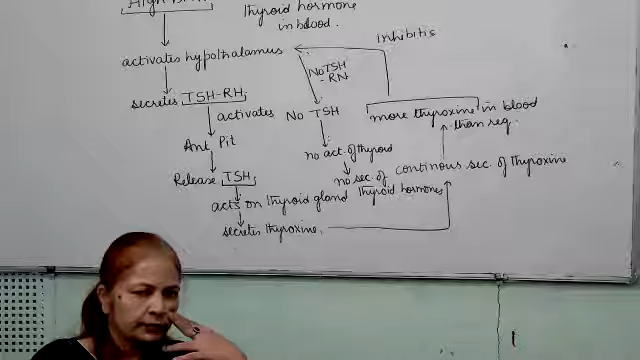 Thyroid hormone
in blood.
activates hypothalamus
inhibitis
No TSH
-RH
secretes TSH-RH
activates
No TSH
more thyroxine in blood
than req.
Ant Pit
no act. of thyroid
Release TSH
no sec. of
thyroid hormones
continous sec. of thyroxine
acts on thyroid gland
secretes thyroxine.